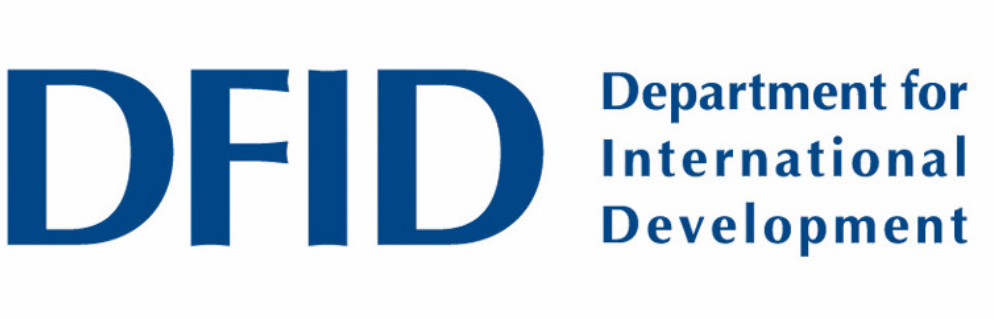 DFID
Department for
International
Development